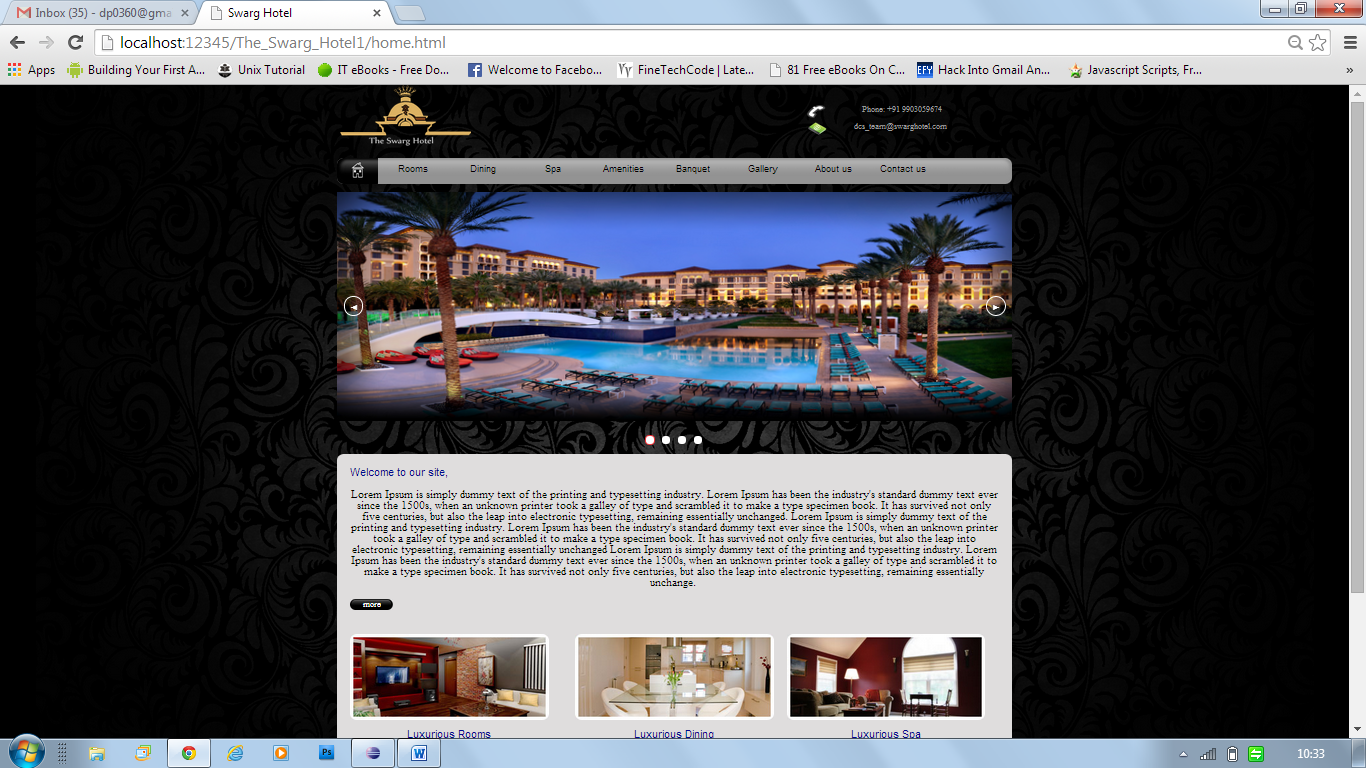 Inbox (35) - dp0360@gma
Swarg Hotel
localhost:12345/The_Swarg_Hotel1/home.html
Apps
Building Your First A...
Unix Tutorial
IT eBooks - Free Do...
Welcome to Facebo...
FineTechCode | Late...
81 Free eBooks On C...
EFY
Hack Into Gmail An...
Javascript Scripts, Fr...
»
The Swarg Hotel
Phone: +91 9903059674
dcs_team@swarghotel.com
Rooms Dining Spa Amenities Banquet Gallery About us Contact us
Welcome to our site,
Lorem Ipsum is simply dummy text of the printing and typesetting industry. Lorem Ipsum has been the industry's standard dummy text ever
since the 1500s, when an unknown printer took a galley of type and scrambled it to make a type specimen book. It has survived not only
five centuries, but also the leap into electronic typesetting, remaining essentially unchanged. Lorem Ipsum is simply dummy text of the
printing and typesetting industry. Lorem Ipsum has been the industry's standard dummy text ever since the 1500s, when an unknown printer
took a galley of type and scrambled it to make a type specimen book. It has survived not only five centuries, but also the leap into
electronic typesetting, remaining essentially unchanged Lorem Ipsum is simply dummy text of the printing and typesetting industry. Lorem
Ipsum has been the industry's standard dummy text ever since the 1500s, when an unknown printer took a galley of type and scrambled it to
make a type specimen book. It has survived not only five centuries, but also the leap into electronic typesetting, remaining essentially
unchange.
more
Luxurious Rooms
Luxurious Dining
Luxurious Spa
Ps
W
10:33